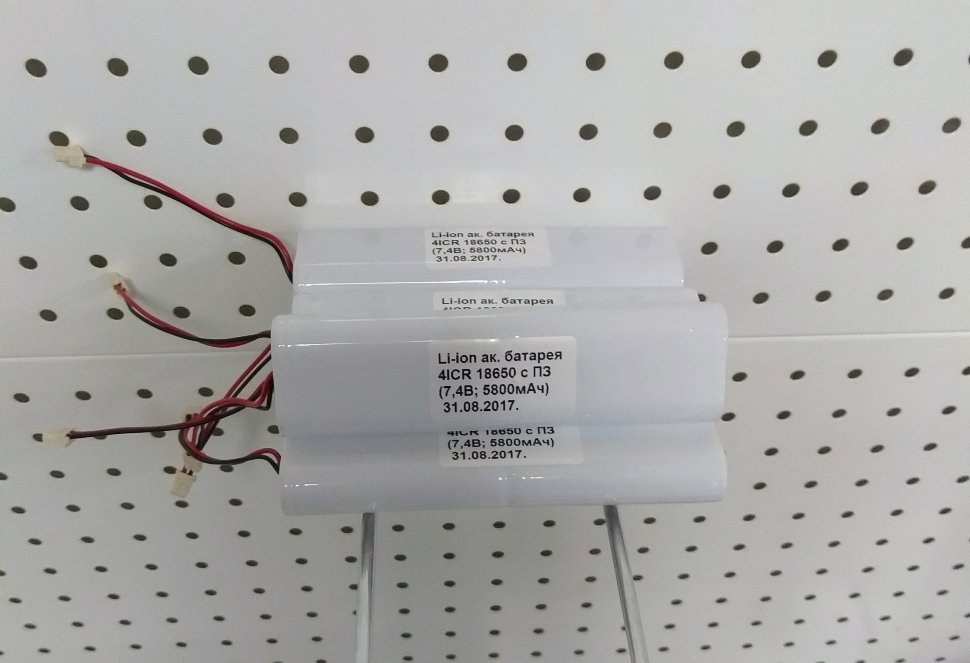 Li-ion ак. батарея
4ICR 18650 с ПЗ
(7,4В; 5800мАч)
31.08.2017.
Li-ion ак. батарея
4ICR 18650
Li-ion ак. батарея
4ICR 18650 с ПЗ
(7,4В; 5800мАч)
31.08.2017.
4ICR 18650 с ПЗ
(7,4В; 5800мАч)
31.08.2017.